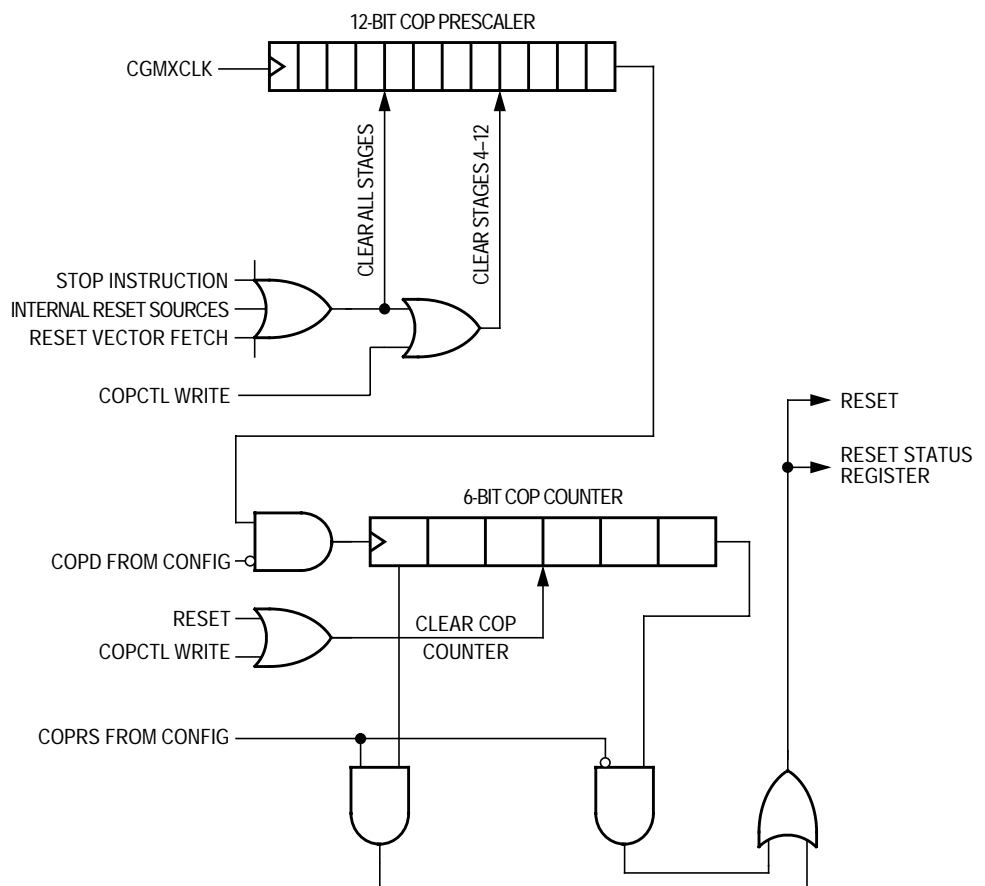 12-BIT COP PRESCALER
CGMXCLK
CLEAR ALL STAGES
CLEAR STAGES 4–12
STOP INSTRUCTION
INTERNAL RESET SOURCES
RESET VECTOR FETCH
COPCTL WRITE
RESET
RESET STATUS
REGISTER
6-BIT COP COUNTER
COPD FROM CONFIG
RESET
COPCTL WRITE
CLEAR COP
COUNTER
COPRS FROM CONFIG